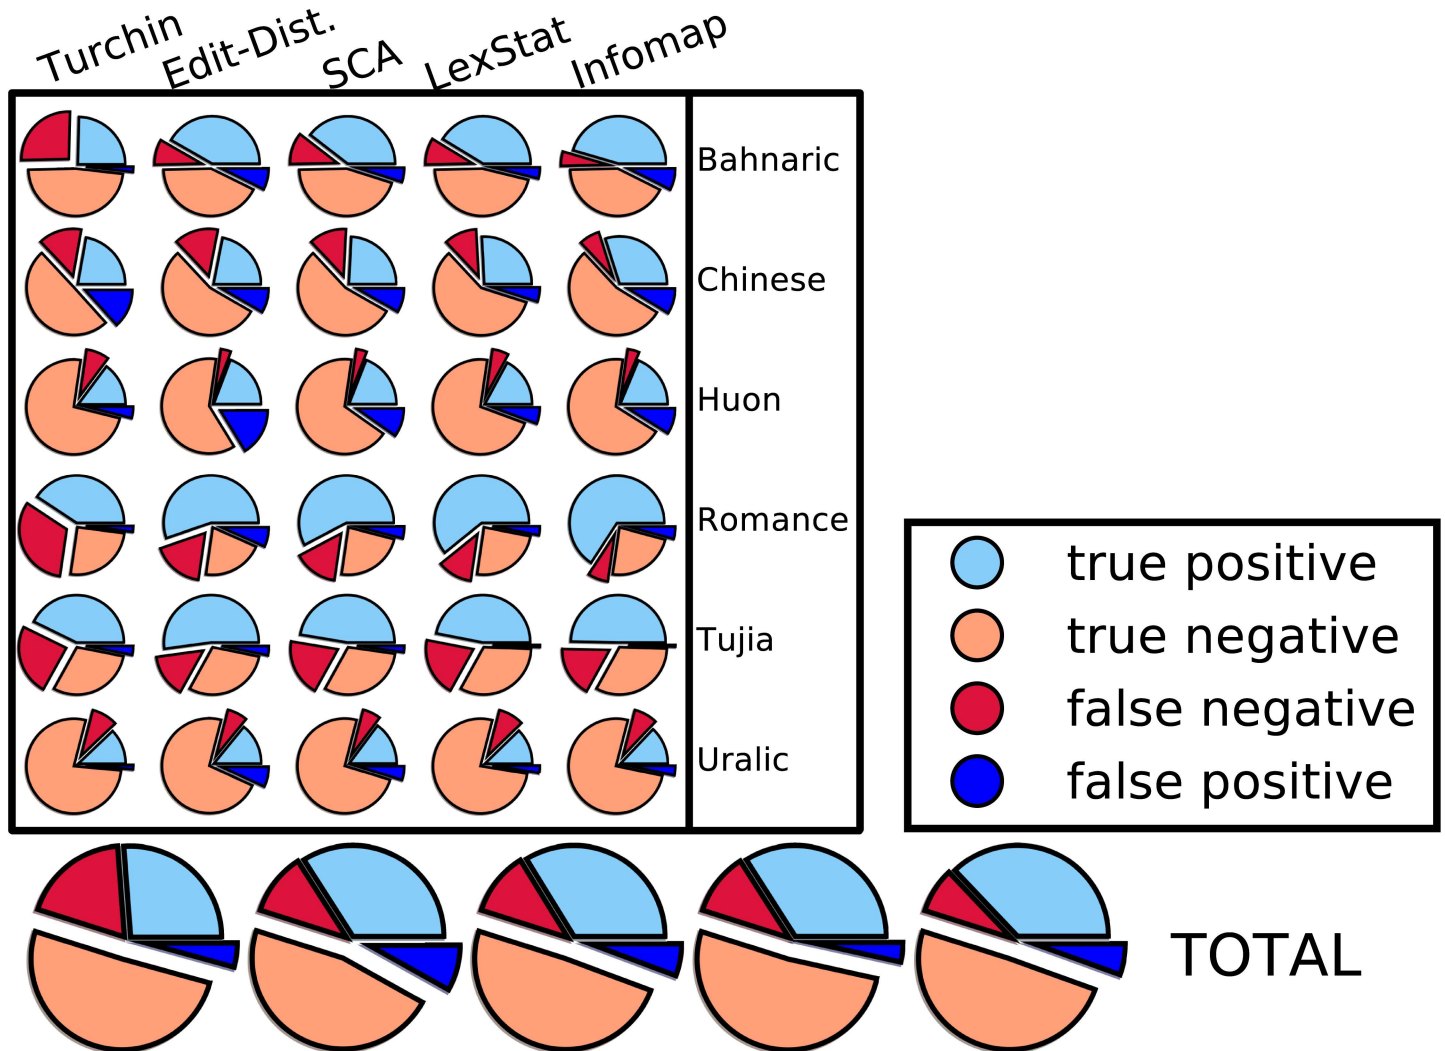 Turchin
Edit-Dist.
SCA
LexStat
Infomap
Bahnaric
Chinese
Huon
Romance
Tujia
Uralic
true positive
true negative
false negative
false positive
TOTAL